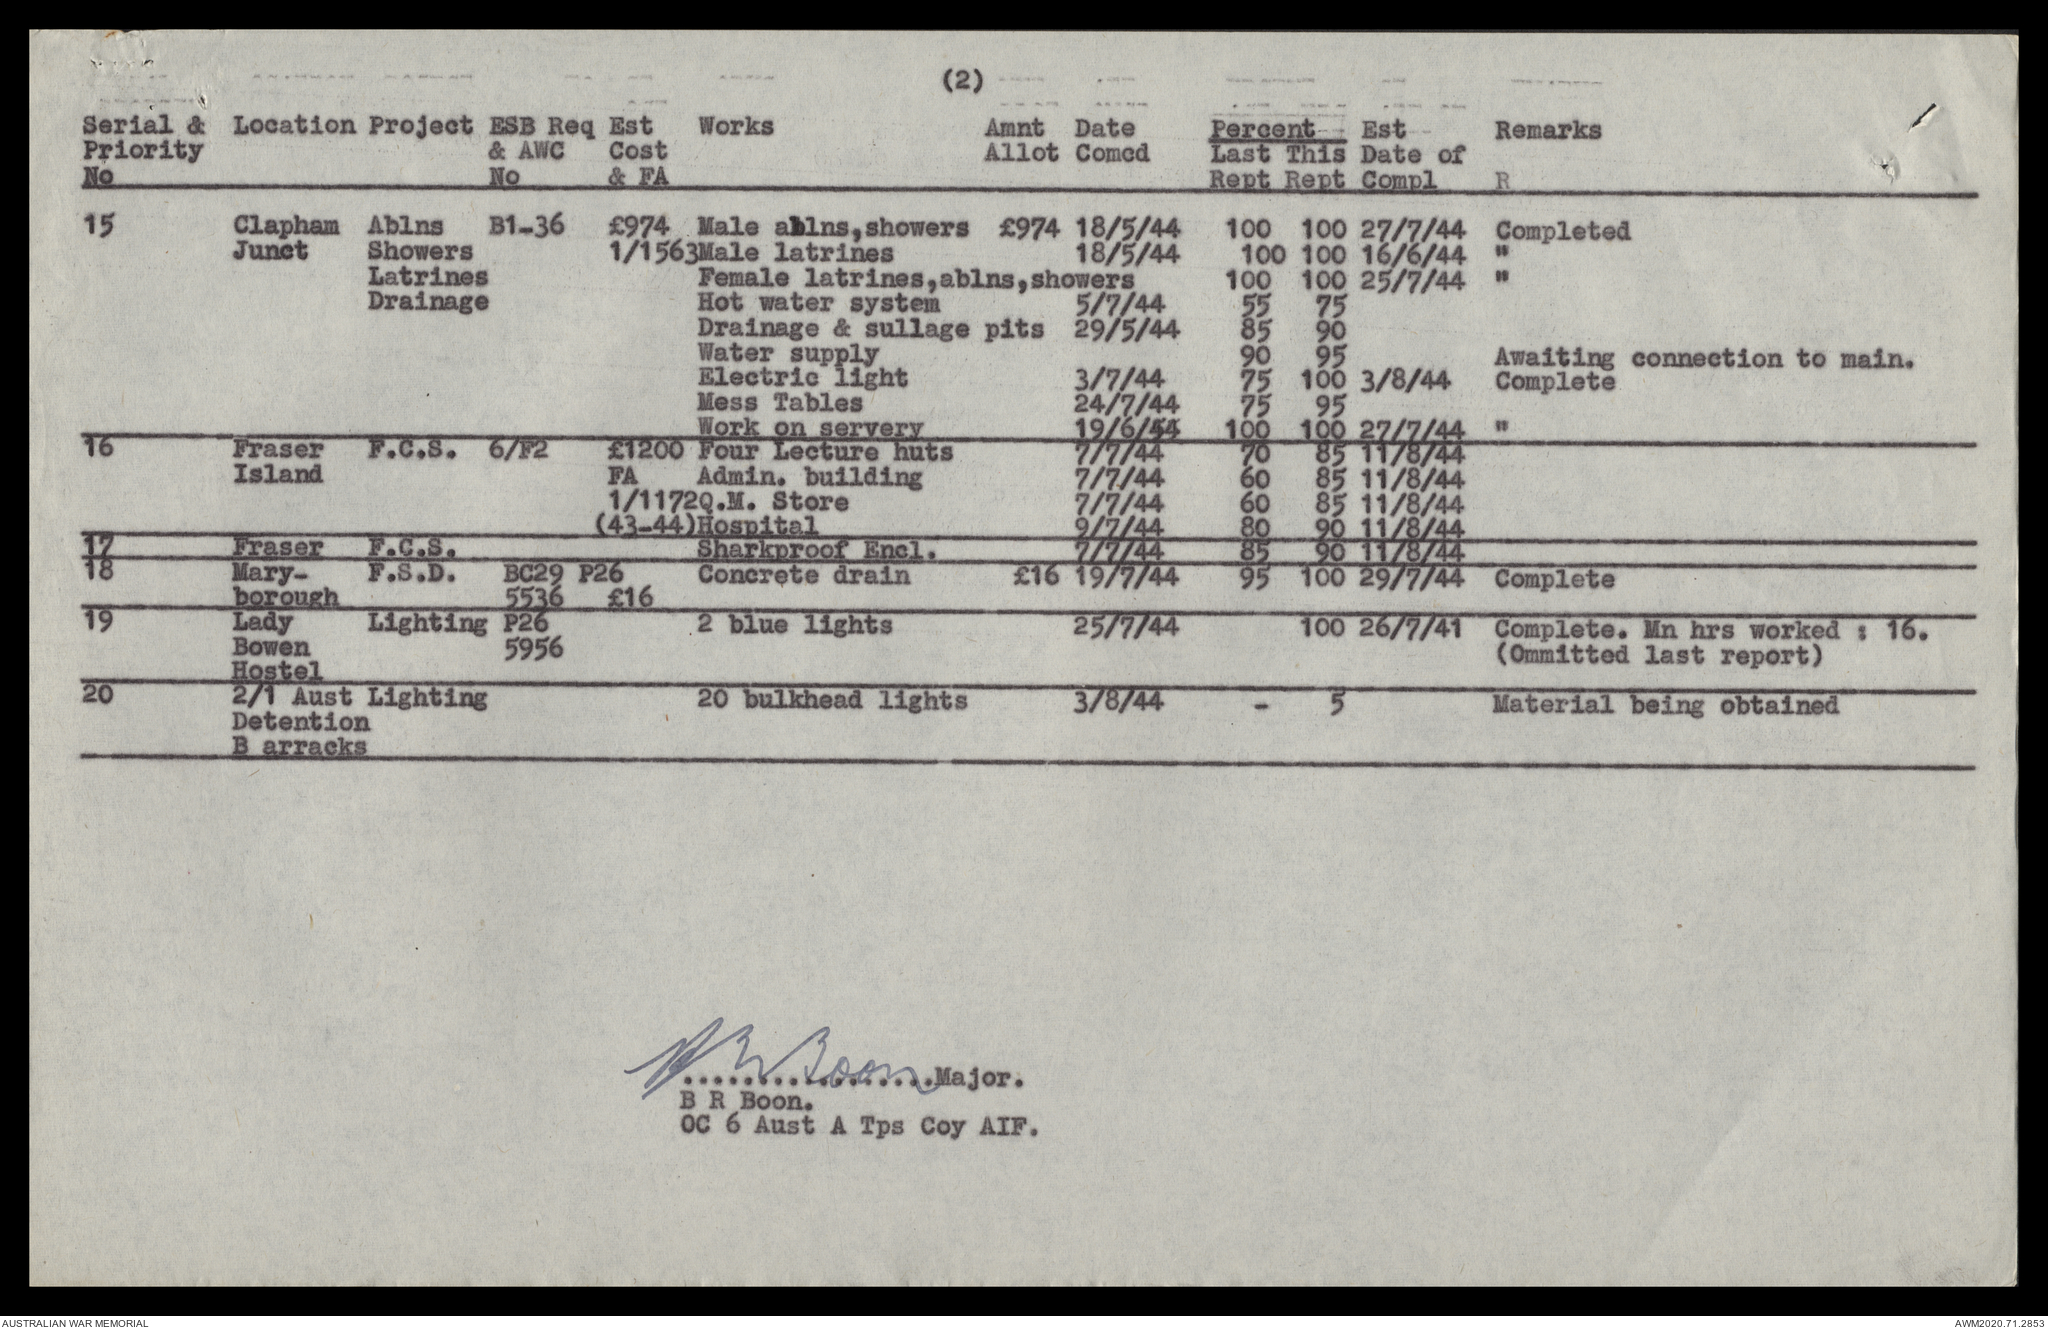 (2)
Serial & Location Project ESB Req Est Works Amnt Date Percent Est Remarks
Priority & AWC Cost Allot Comcd Last This Date of
No No & FA Rept Rept Compl R
15 Clapham Ablns B1-36 £974 Male ablns,showers £974 18/5/44 100 100 27/7/44 Completed
Junct Showers 1/1563 Male latrines 18/5/44 100 100 16/6/44 "
Latrines Female latrines,ablns,showers 100 100 25/7/44 "
Drainage Hot water system 5/7/44 55 75
Drainage & sullage pits 29/5/44 85 90
Water supply 90 95 Awaiting connection to main.
Electric light 3/7/44 75 100 3/8/44 Complete
Mess Tables 24/7/44 75 95
Work on servery 19/6/44 100 100 27/7/44 "
16 Fraser F.C.S. 6/F2 £1200 Four Lecture huts 7/7/44 70 85 11/8/44
Island FA Admin. building 7/7/44 60 85 11/8/44
1/1172 Q.M. Store 7/7/44 60 85 11/8/44
(43-44) Hospital 9/7/44 80 90 11/8/44
17 Fraser F.C.S. Sharkproof Encl. 7/7/44 85 90 11/8/44
18 Mary- F.S.D. BC29 P26 Concrete drain £16 19/7/44 95 100 29/7/44 Complete
borough 5536 £16
19 Lady Lighting P26 2 blue lights 25/7/44 100 26/7/41 Complete. Mn hrs worked : 16.
Bowen 5956 (Ommitted last report)
Hostel
20 2/1 Aust Lighting 20 bulkhead lights 3/8/44 - 5 Material being obtained
Detention
B arracks
B R Boon
.................Major.
B R Boon.
OC 6 Aust A Tps Coy AIF.
AUSTRALIAN WAR MEMORIAL AWM2020.71.2853